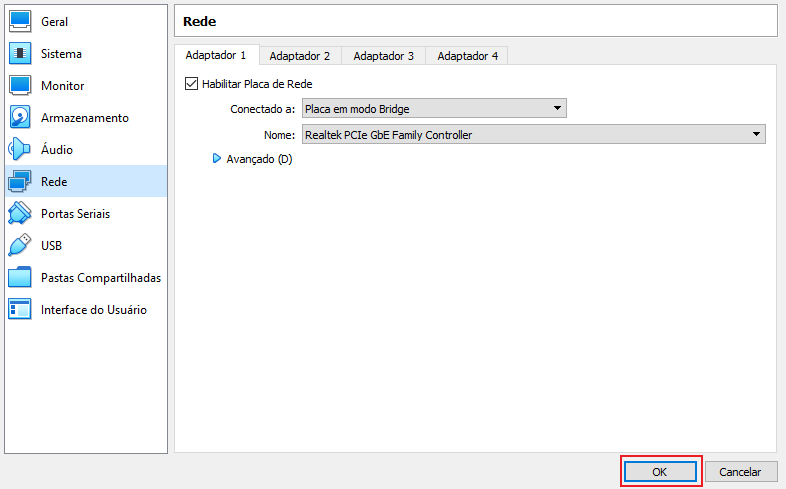 Geral
Sistema
Monitor
Armazenamento
Áudio
Rede
Portas Seriais
USB
Pastas Compartilhadas
Interface do Usuário
Rede
Adaptador 1 Adaptador 2 Adaptador 3 Adaptador 4
Habilitar Placa de Rede
Conectado a: Placa em modo Bridge
Nome: Realtek PCIe GbE Family Controller
Avançado (D)
OK Cancelar